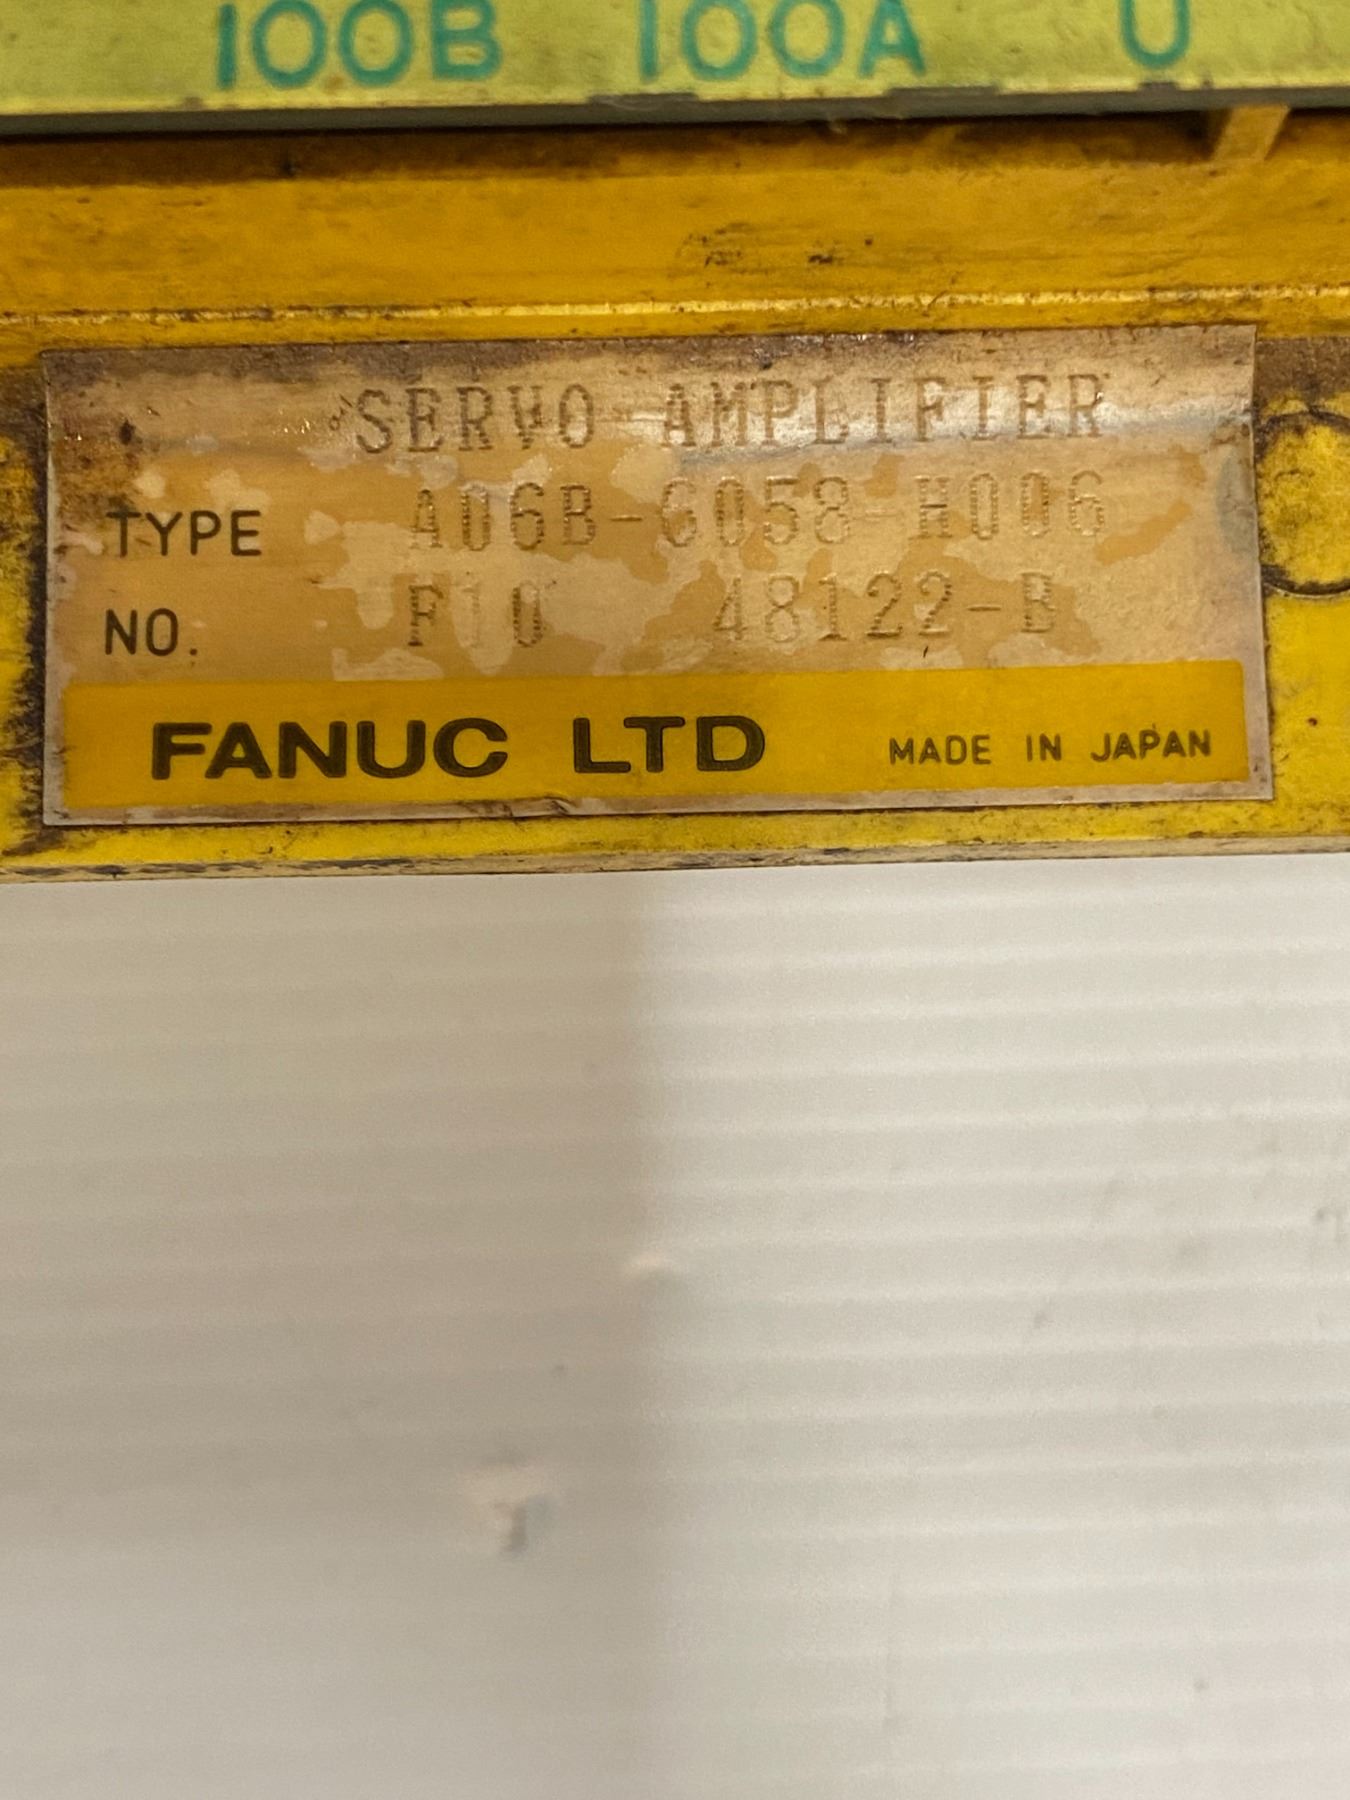 100B 100A U
SERVO AMPLIFIER
TYPE A06B-6058-H006
NO. F10 48122-B
FANUC LTD MADE IN JAPAN